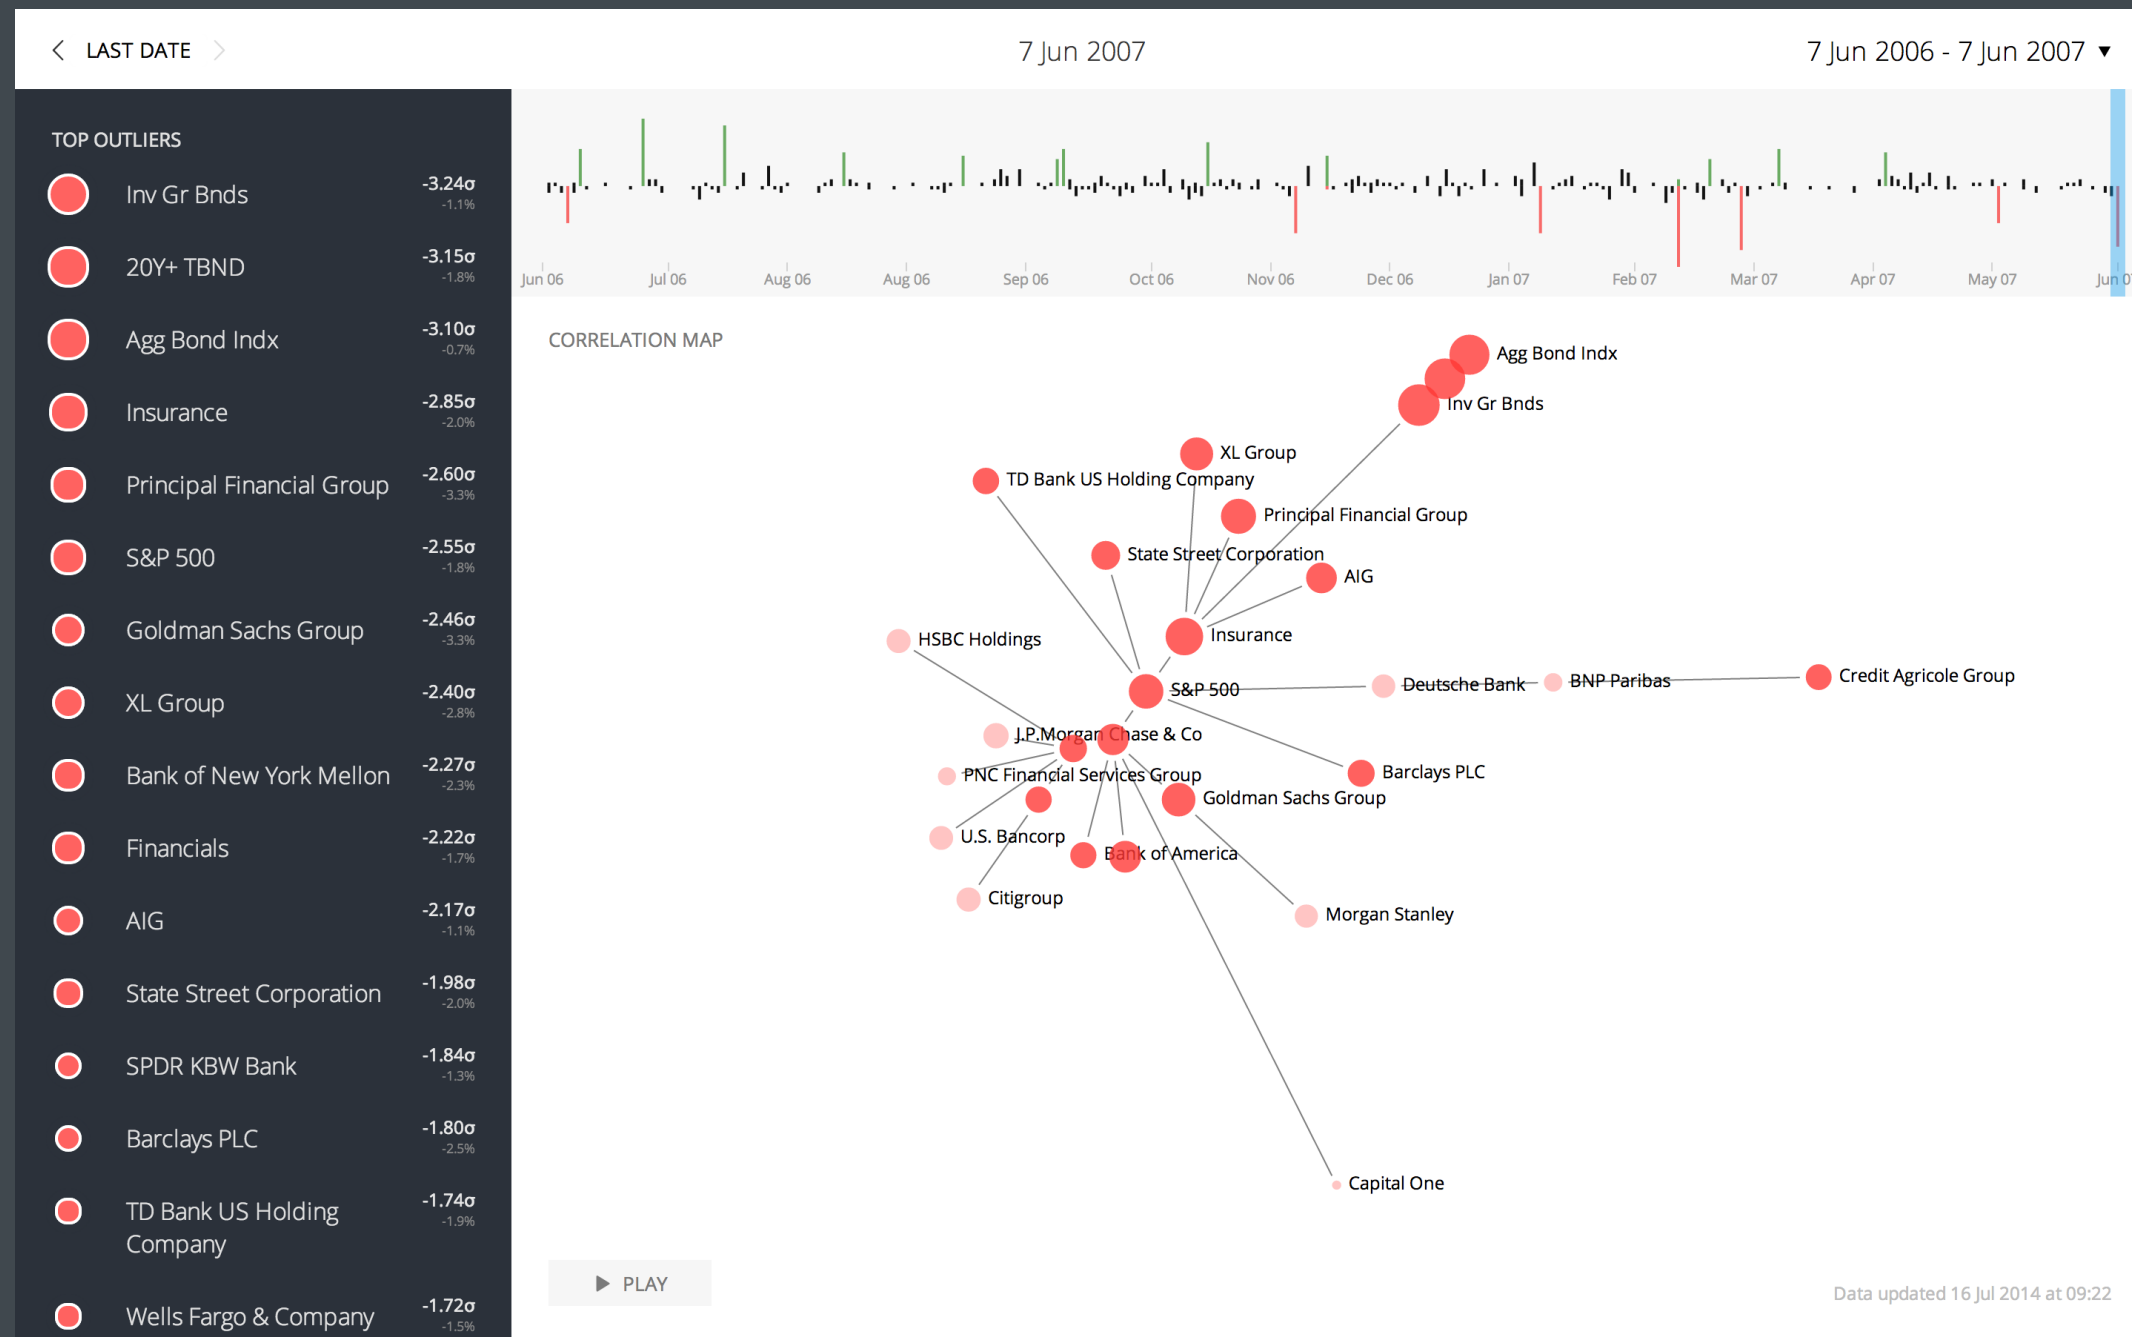 LAST DATE
7 Jun 2007
7 Jun 2006 - 7 Jun 2007
TOP OUTLIERS
Inv Gr Bnds -3.24σ
-1.1%
20Y+ TBND -3.15σ
-1.8%
Agg Bond Indx -3.10σ
-0.7%
Insurance -2.85σ
-2.0%
Principal Financial Group -2.60σ
-3.3%
S&P 500 -2.55σ
-1.8%
Goldman Sachs Group -2.46σ
-3.3%
XL Group -2.40σ
-2.8%
Bank of New York Mellon -2.27σ
-2.3%
Financials -2.22σ
-1.7%
AIG -2.17σ
-1.1%
State Street Corporation -1.98σ
-2.0%
SPDR KBW Bank -1.84σ
-1.3%
Barclays PLC -1.80σ
-2.5%
TD Bank US Holding -1.74σ
Company -1.9%
Wells Fargo & Company -1.72σ
-1.5%
Jun 06 Jul 06 Aug 06 Aug 06 Sep 06 Oct 06 Nov 06 Dec 06 Jan 07 Feb 07 Mar 07 Apr 07 May 07 Jun 0
CORRELATION MAP
Agg Bond Indx
Inv Gr Bnds
XL Group
TD Bank US Holding Company
Principal Financial Group
State Street Corporation
AIG
Insurance
HSBC Holdings
Credit Agricole Group
BNP Paribas
Deutsche Bank
S&P 500
J.P.Morgan Chase & Co
Barclays PLC
PNC Financial Services Group
Goldman Sachs Group
U.S. Bancorp
Bank of America
Citigroup
Morgan Stanley
Capital One
PLAY
Data updated 16 Jul 2014 at 09:22